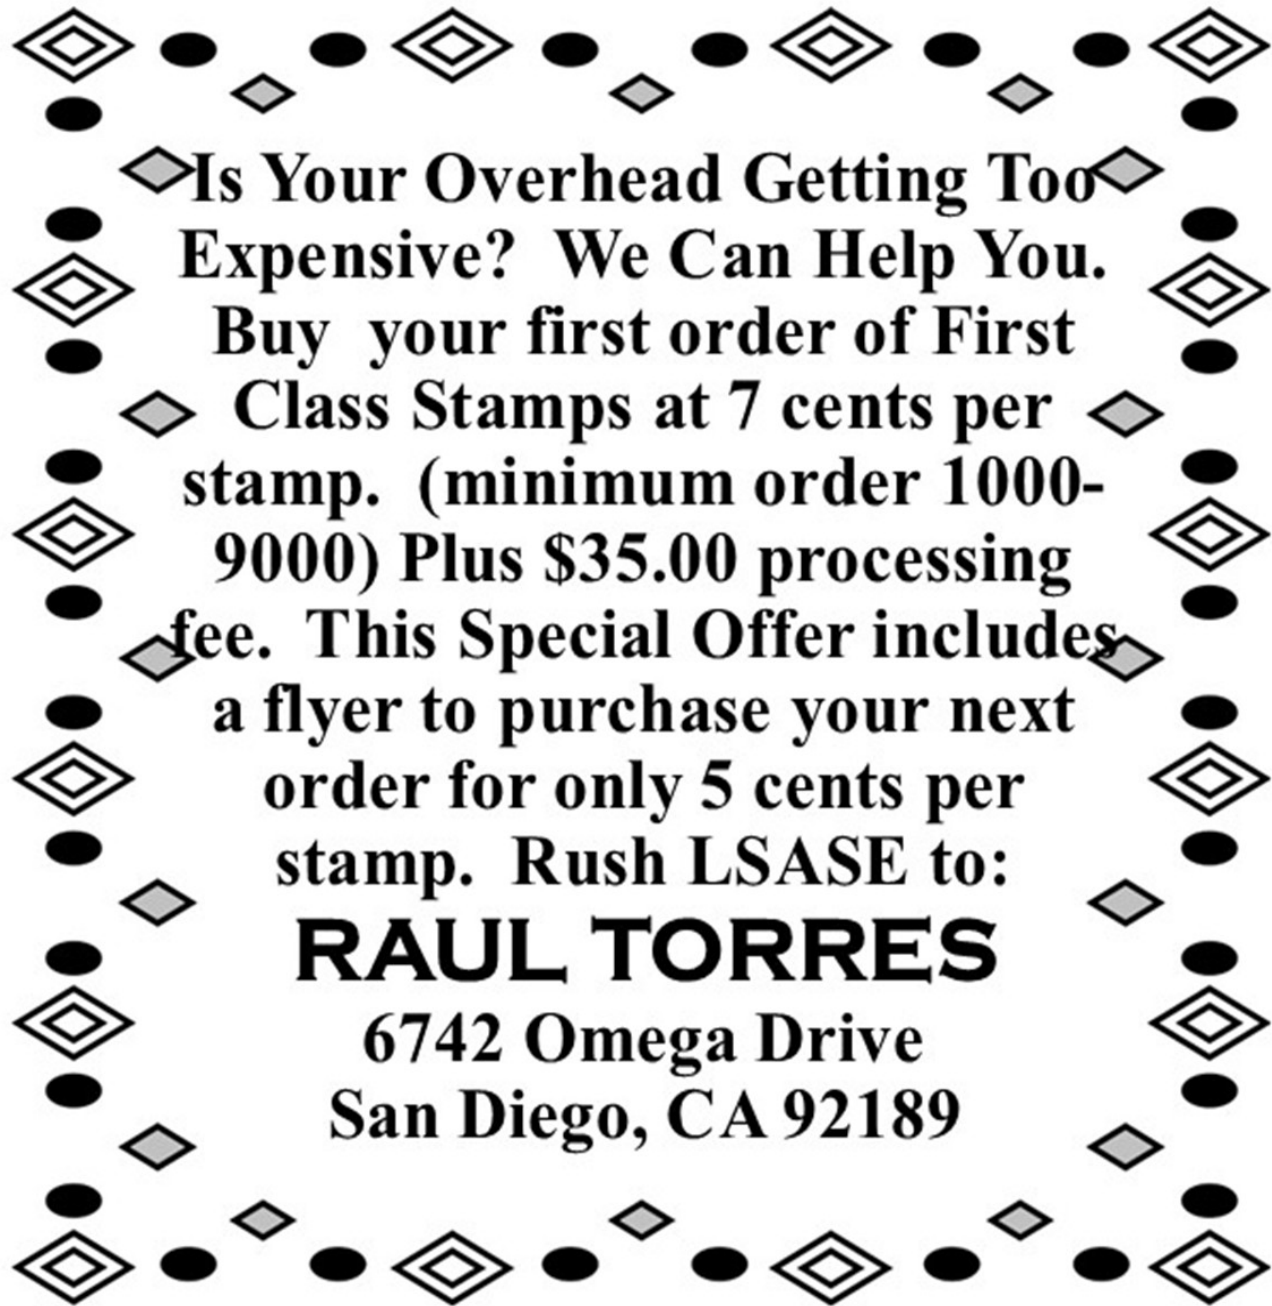 Is Your Overhead Getting Too
Expensive?  We Can Help You.
Buy  your first order of First
Class Stamps at 7 cents per
stamp.  (minimum order 1000-
9000) Plus $35.00 processing
fee.  This Special Offer includes
a flyer to purchase your next
order for only 5 cents per
stamp.  Rush LSASE to:
RAUL TORRES
6742 Omega Drive
San Diego, CA 92189